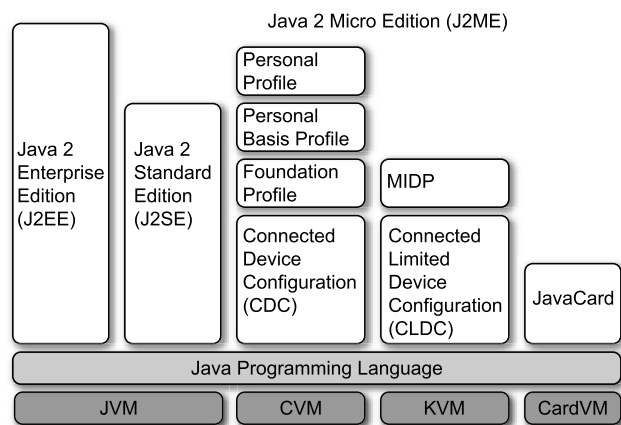 Java 2 Micro Edition (J2ME)
Java 2
Enterprise
Edition
(J2EE)
Java 2
Standard
Edition
(J2SE)
Personal
Profile
Personal
Basis Profile
Foundation
Profile
Connected
Device
Configuration
(CDC)
MIDP
Connected
Limited
Device
Configuration
(CLDC)
JavaCard
Java Programming Language
JVM
CVM
KVM
CardVM